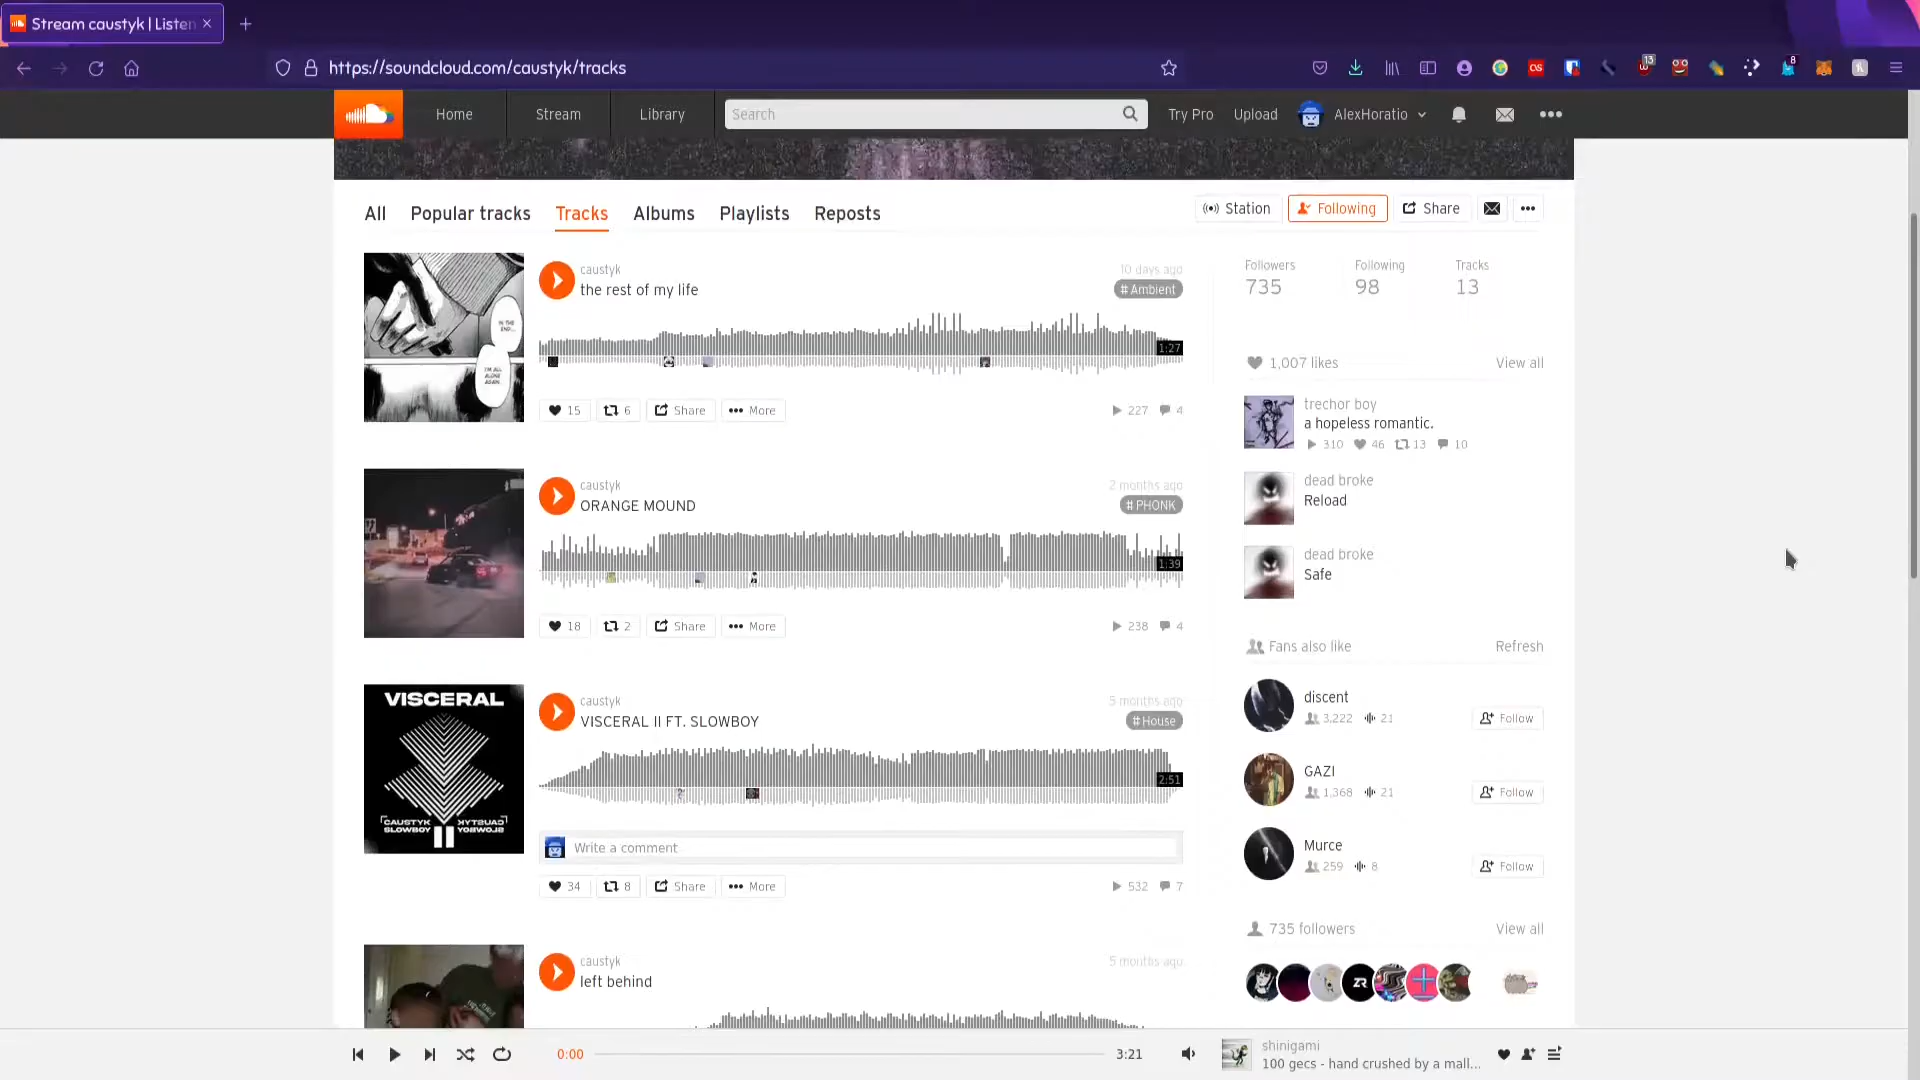 Stream caustyk | Listen
https://soundcloud.com/caustyk/tracks
Home
Stream
Library
Search
Try Pro
Upload
AlexHoratio
All
Popular tracks
Tracks
Albums
Playlists
Reposts
Station
Following
Share
caustyk
10 days ago
the rest of my life
# Ambient
IN THE END...
I'M ALL ALONE AGAIN.
1:27
15
6
Share
More
227
4
caustyk
2 months ago
ORANGE MOUND
# PHONK
1:39
18
2
Share
More
238
4
VISCERAL
CAUSTYK
SLOWBOY
II
caustyk
5 months ago
VISCERAL II FT. SLOWBOY
# House
2:51
Write a comment
34
8
Share
More
532
7
caustyk
5 months ago
left behind
Followers
735
Following
98
Tracks
13
1,007 likes
View all
trechor boy
a hopeless romantic.
310
46
13
10
dead broke
Reload
dead broke
Safe
Fans also like
Refresh
discent
3,222
21
Follow
GAZI
1,368
21
Follow
Murce
259
8
Follow
735 followers
View all
ZR
0:00
3:21
shinigami
100 gecs - hand crushed by a mall...